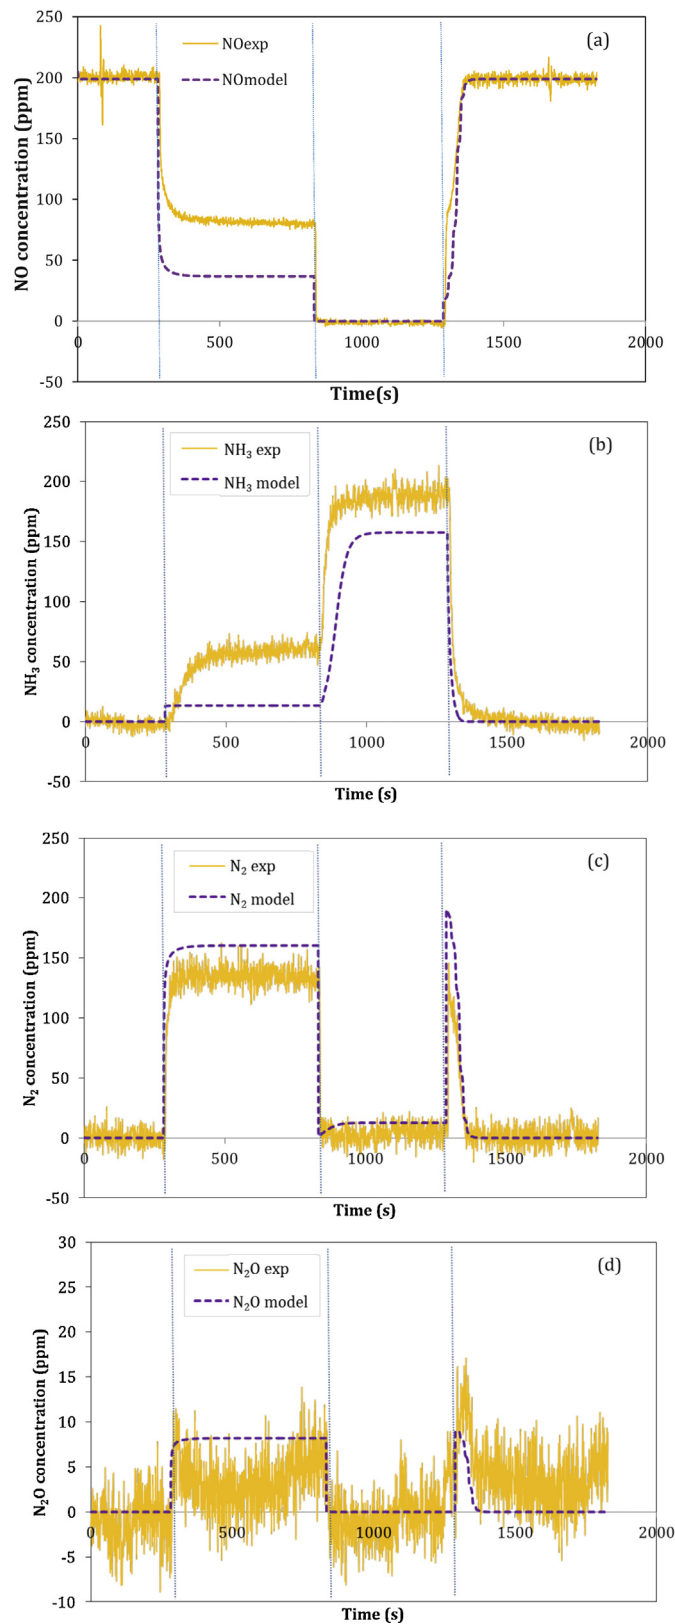 (a)
NOexp
NOmodel
NO concentration (ppm)
250
200
150
100
50
0
-50
0
500
1000
1500
2000
Time(s)
(b)
NH₃ exp
NH₃ model
NH₃ concentration (ppm)
250
200
150
100
50
0
-50
0
500
1000
1500
2000
Time (s)
(c)
N₂ exp
N₂ model
N₂ concentration (ppm)
250
200
150
100
50
0
-50
0
500
1000
1500
2000
Time (s)
(d)
N₂O exp
N₂O model
N₂O concentration (ppm)
30
25
20
15
10
5
0
-5
-10
0
500
1000
1500
2000
Time (s)